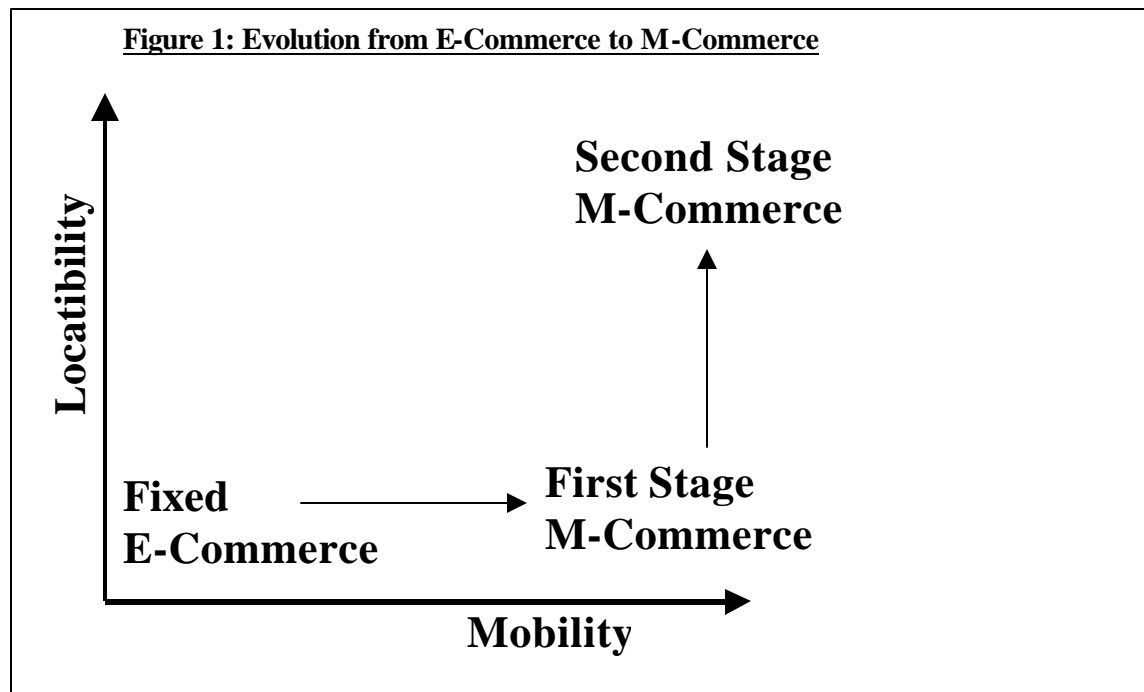 Figure 1: Evolution from E-Commerce to M-Commerce
Second Stage
M-Commerce
Locatibility
Fixed
E-Commerce
First Stage
M-Commerce
Mobility